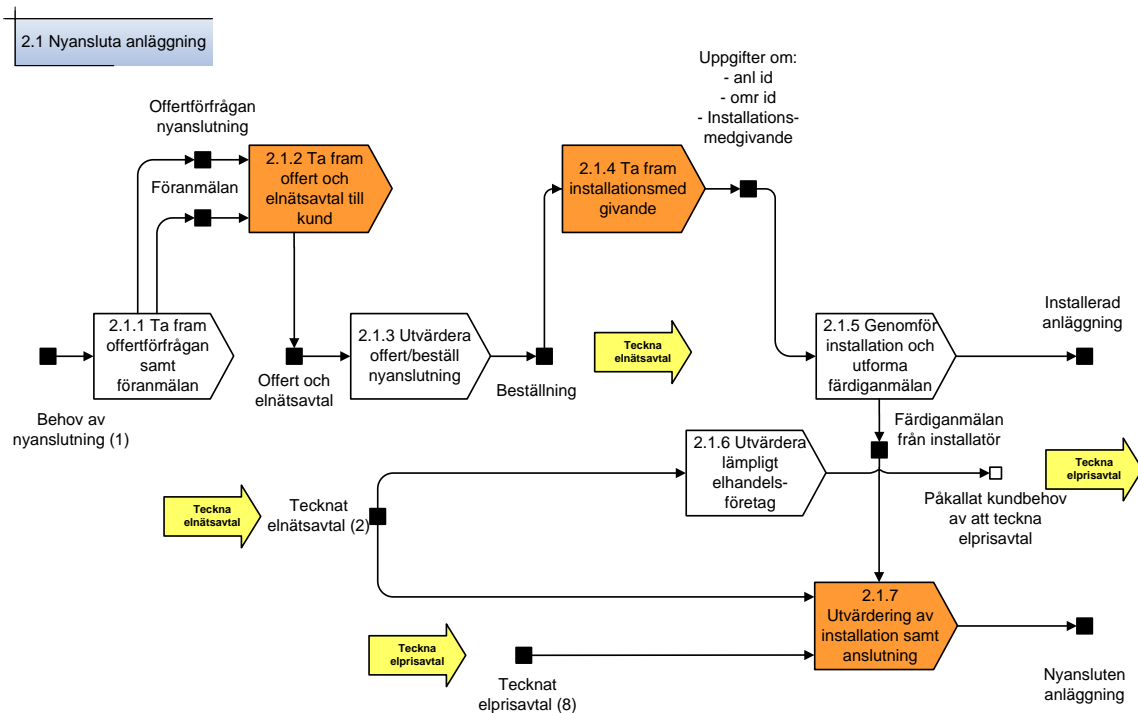 2.1 Nyansluta anläggning
Uppgifter om:
- anl id
- omr id
- Installations-
medgivande
Offertförfrågan
nyanslutning
2.1.2 Ta fram
offert och
elnätsavtal till
kund
Föranmälan
2.1.4 Ta fram
installationsmed
givande
2.1.1 Ta fram
offertförfrågan
samt
föranmälan
Behov av
nyanslutning (1)
Offert och
elnätsavtal
2.1.3 Utvärdera
offert/beställ
nyanslutning
Beställning
Teckna
elnätsavtal
2.1.5 Genomför
installation och
utforma
färdiganmälan
Installerad
anläggning
Färdiganmälan
från installatör
2.1.6 Utvärdera
lämpligt
elhandels-
företag
Teckna
elprisavtal
Påkallat kundbehov
av att teckna
elprisavtal
Teckna
elnätsavtal
Tecknat
elnätsavtal (2)
2.1.7
Utvärdering av
installation samt
anslutning
Teckna
elprisavtal
Tecknat
elprisavtal (8)
Nyansluten
anläggning